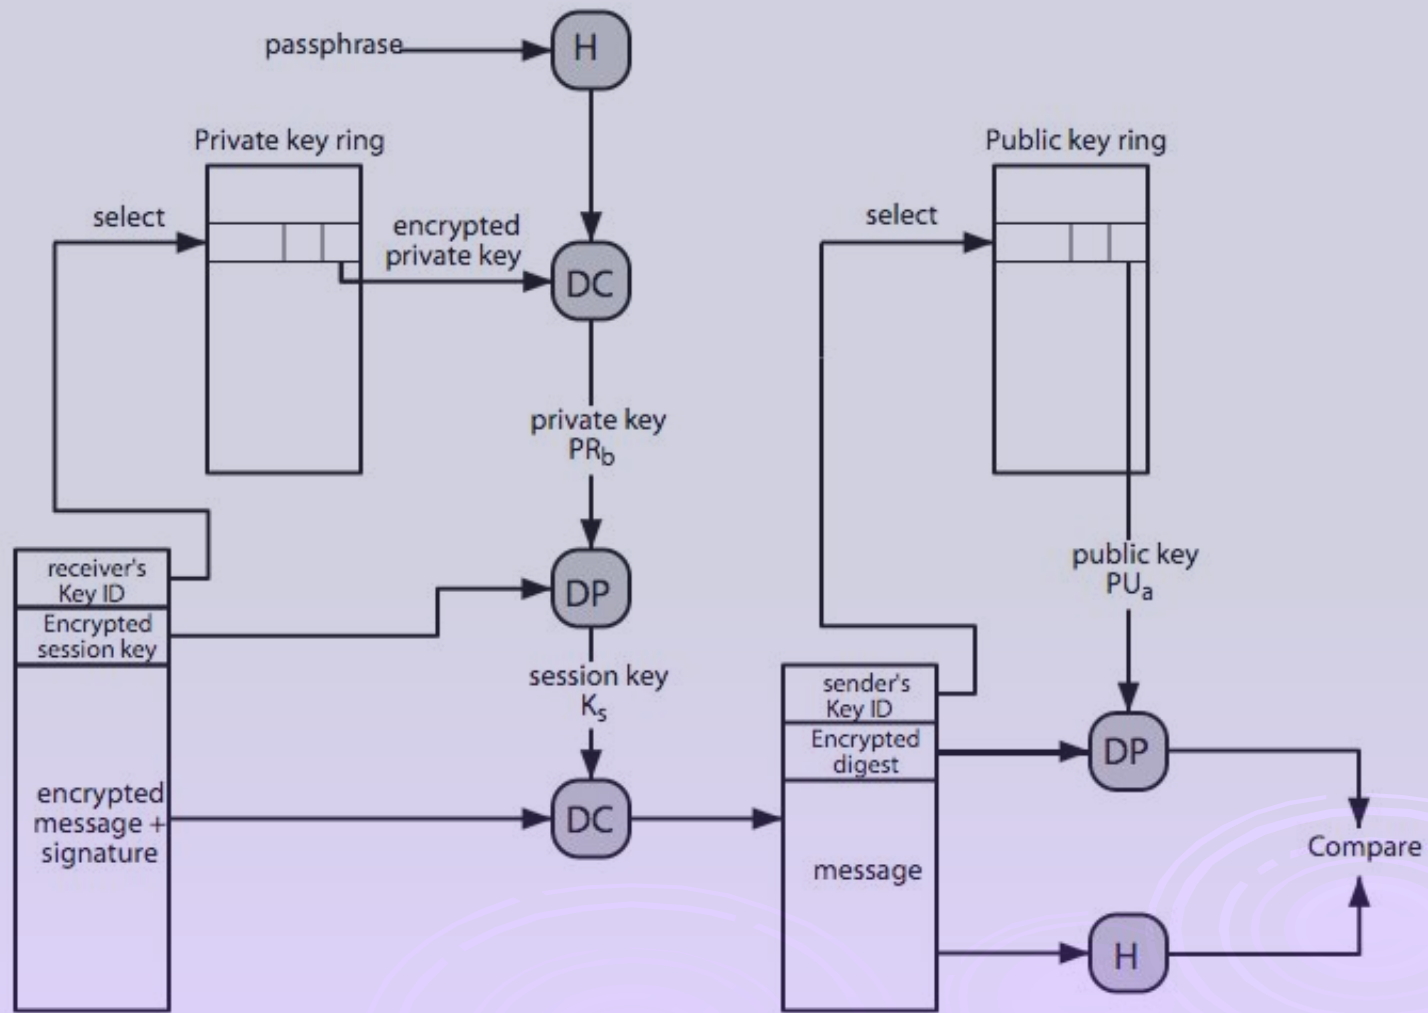 passphrase
H
Private key ring
Public key ring
select
encrypted
private key
select
DC
private key
PRb
receiver's
Key ID
Encrypted
session key
DP
public key
PUa
session key
Ks
sender's
Key ID
Encrypted
digest
DP
encrypted
message +
signature
DC
message
Compare
H